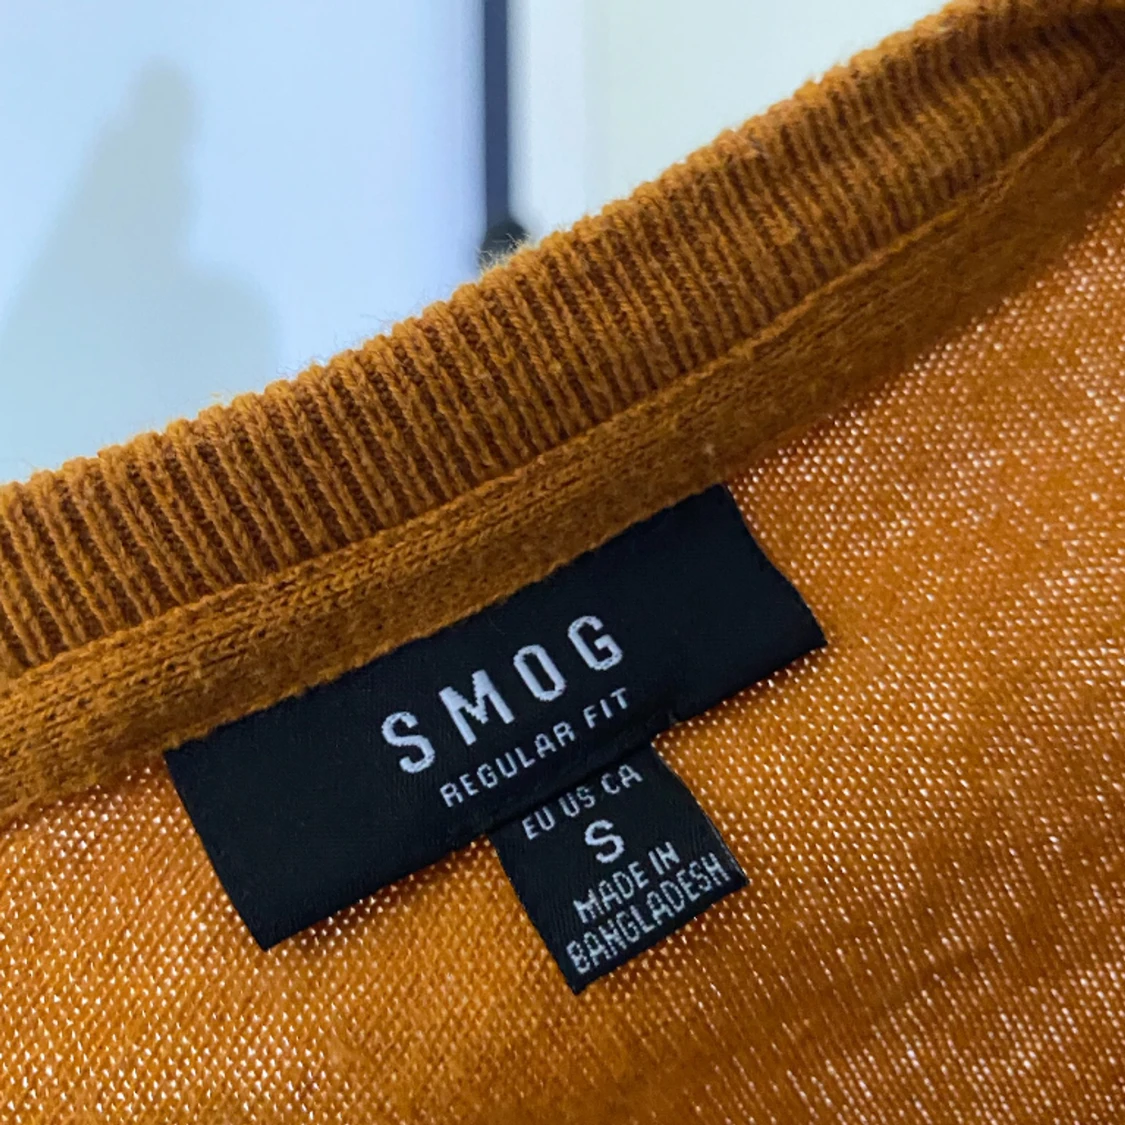 SMOG
REGULAR FIT
EU US CA
S
MADE IN
BANGLADESH